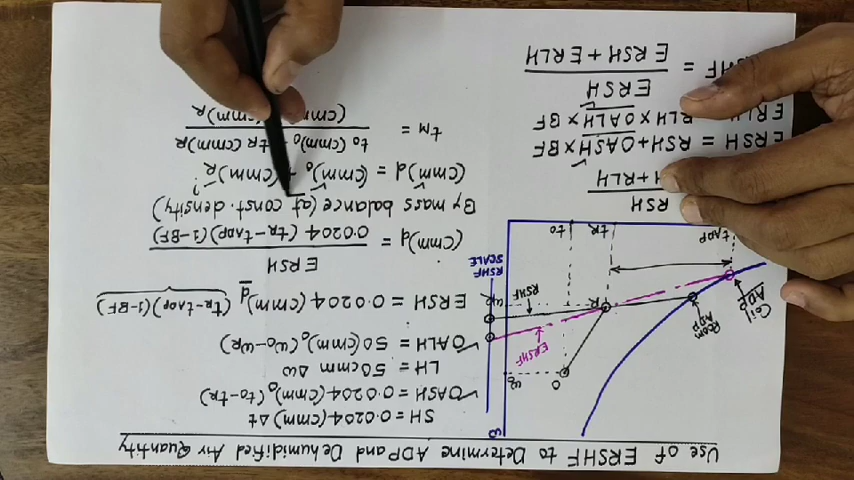 Use of ERSHF to Determine ADP and Dehumidified Air Quantity
SH = 0.0204 (cmm) Δt
✓OASH = 0.0204 (cmm)o (to-tR)
LH = 50 cmm Δω
✓OALH = 50 (cmm)o (ωo-ωR)
ERSH = 0.0204 (cmm)d (tR-tADP) (1-BF)
ERSH
(cmm)d = 0.0204 (tR-tADP) (1-BF)
By mass balance (at const. density)
(cmm)d = (cmm)o + (cmm)R ?
to (cmm)o + tR (cmm)R
tM =
ω
O
ωo
ERSHF
R
RSHF
ωR
RSHF SCALE
Room ADP
Coil ADP
to
tR
tADP
RSH
+RLH
ERSH = RSH + OASH × BF
ERLH = RLH × OALH × BF
ERSH
= ERSH + ERLH